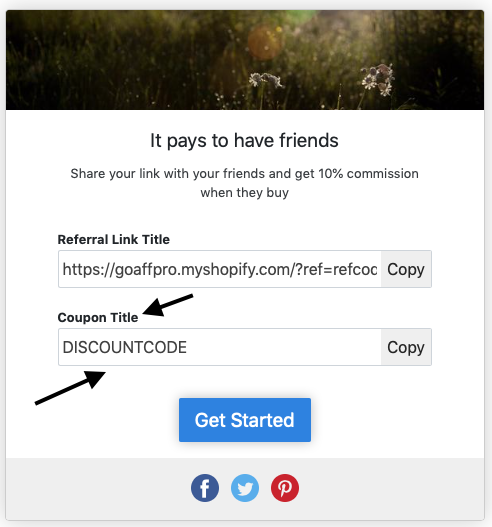 It pays to have friends
Share your link with your friends and get 10% commission
when they buy
Referral Link Title
https://goaffpro.myshopify.com/?ref=refcod
Copy
Coupon Title
DISCOUNTCODE
Copy
Get Started